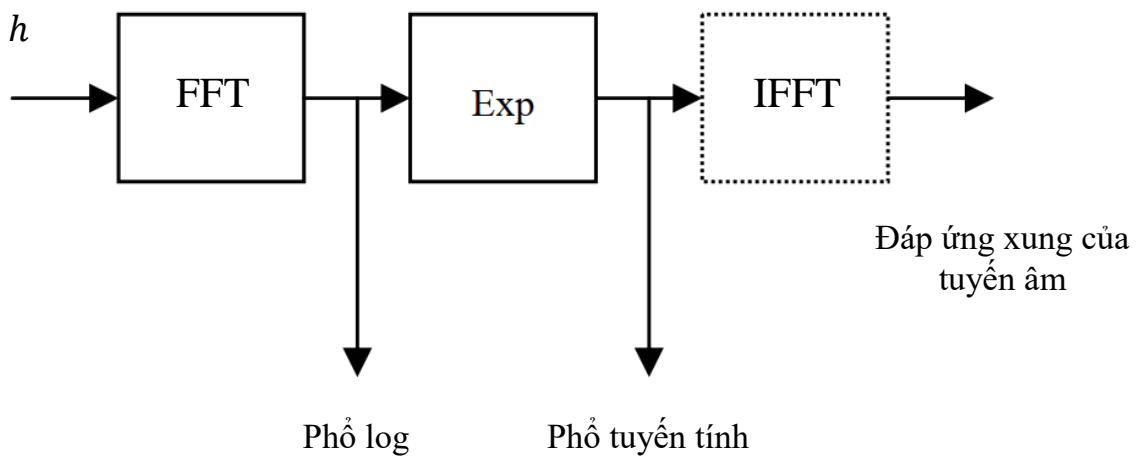 h
FFT
Exp
IFFT
Đáp ứng xung của
tuyến âm
Phổ log
Phổ tuyến tính